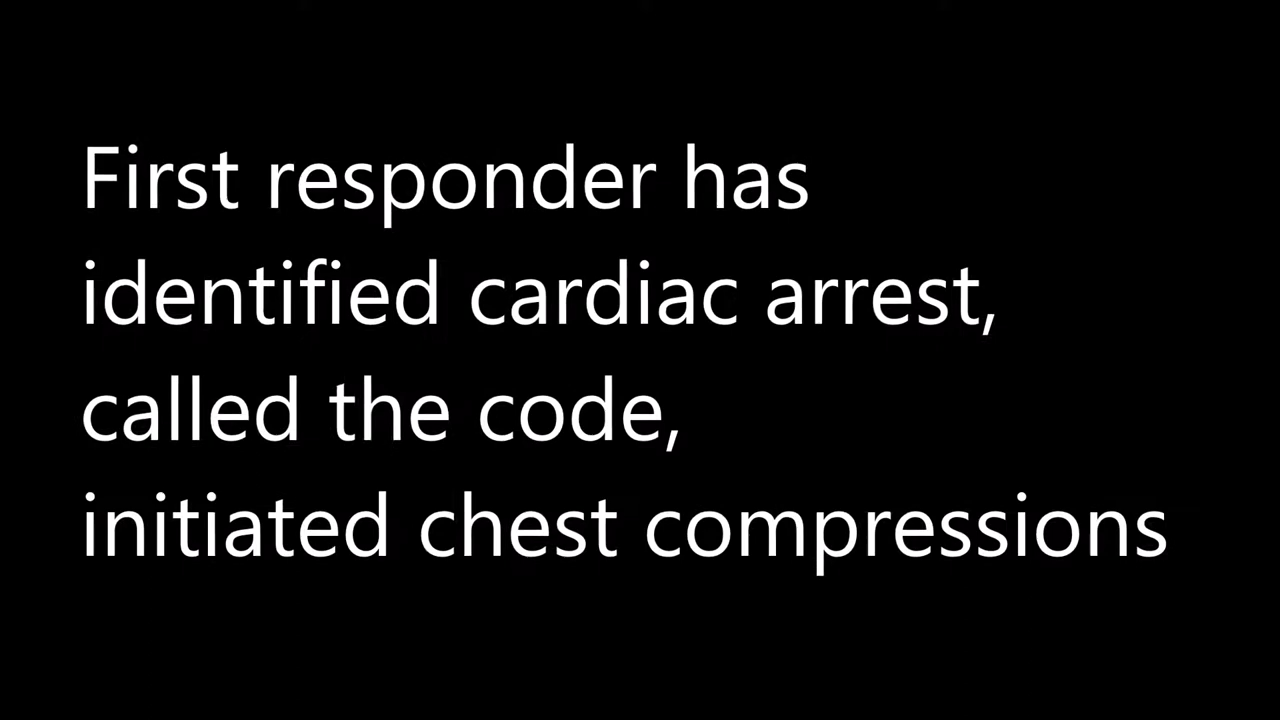 First responder has
identified cardiac arrest,
called the code,
initiated chest compressions